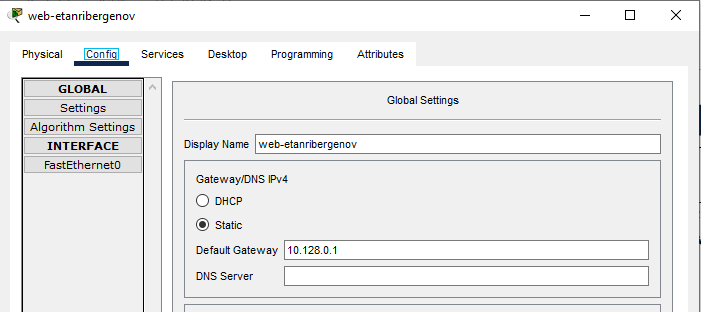 web-etanribergenov
Physical Config Services Desktop Programming Attributes
GLOBAL
Settings
Algorithm Settings
INTERFACE
FastEthernet0
Global Settings
Display Name web-etanribergenov
Gateway/DNS IPv4
DHCP
Static
Default Gateway 10.128.0.1
DNS Server